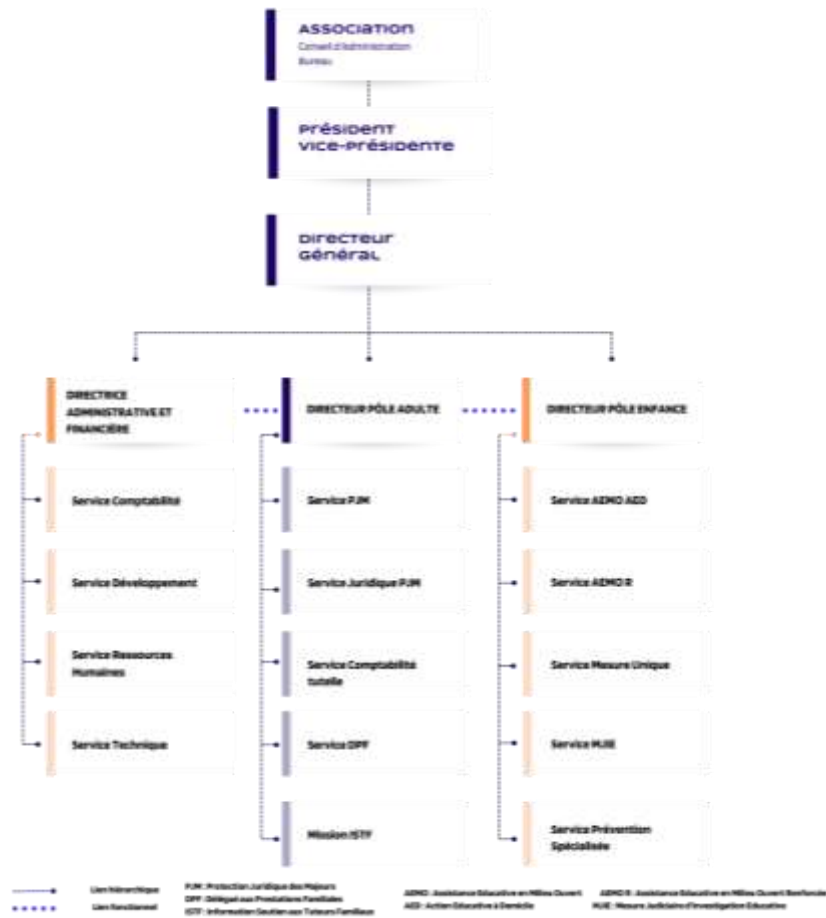 Association
Conseil d'Administration
Bureau
Président
Vice-Présidente
Directeur
Général
DIRECTRICE
ADMINISTRATIVE ET
FINANCIÈRE
DIRECTEUR PÔLE ADULTE
DIRECTEUR PÔLE ENFANCE
Service Comptabilité
Service PJM
Service AEMO AED
Service Développement
Service Juridique PJM
Service AEMO R
Service Ressources
Humaines
Service Comptabilité
tutelle
Service Mesure Unique
Service Technique
Service DPF
Service MJIE
Mission ISTF
Service Prévention
Spécialisée
Lien hiérarchique
Lien fonctionnel
PJM : Protection Juridique des Majeurs
DPF : Délégué aux Prestations Familiales
ISTF : Information Soutien aux Tuteurs Familiaux
AEMO : Assistance Educative en Milieu Ouvert
AED : Action Educative à Domicile
AEMO R : Assistance Educative en Milieu Ouvert Renforcée
MJIE : Mesure Judiciaire d'Investigation Educative